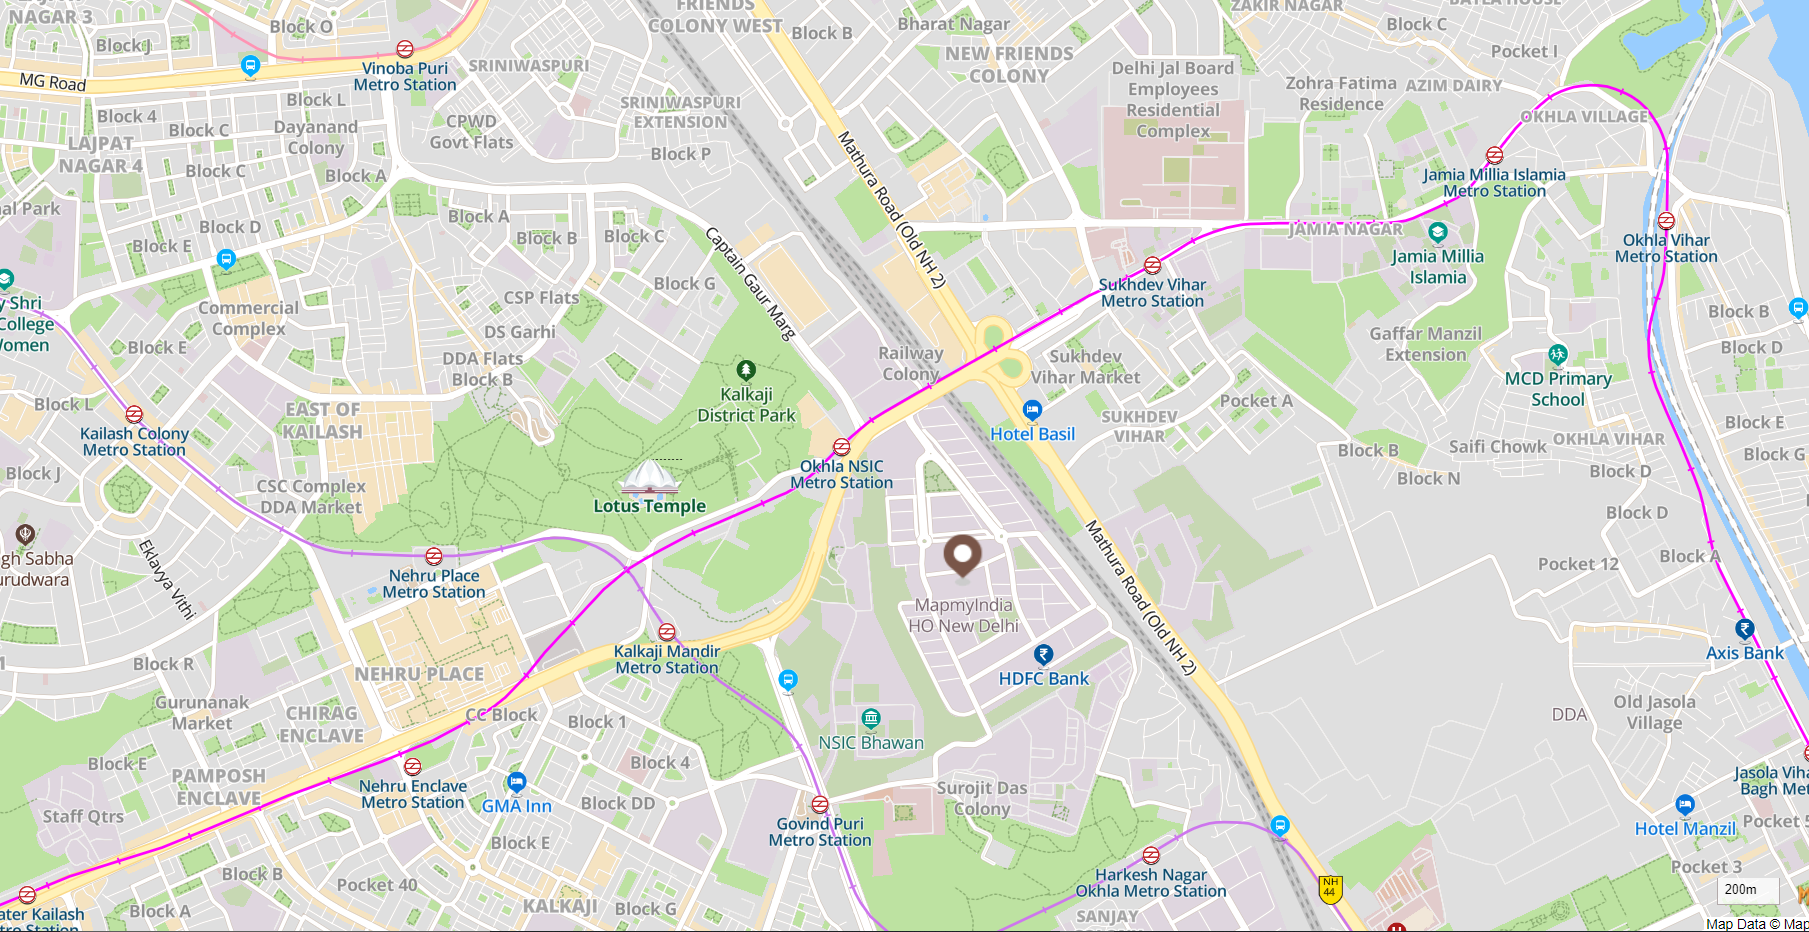 NAGAR 3
Block J
Block O
MG Road
Vinoba Puri
Metro Station
SRINIWASPURI
FRIENDS
COLONY WEST
Block B
Bharat Nagar
NEW FRIENDS
COLONY
ZAKIR NAGAR
Block C
BATLA HOUSE
Pocket I
Delhi Jal Board
Employees
Residential
Complex
Zohra Fatima
Residence
AZIM DAIRY
OKHLA VILLAGE
Block L
Block 4
Block C
Dayanand
Colony
CPWD
Govt Flats
SRINIWASPURI
EXTENSION
Block P
LAJPAT
NAGAR 4
Block C
Block A
Mathura Road (Old NH 2)
Jamia Millia Islamia
Metro Station
nal Park
Block D
Block E
Block A
Block B
Block C
Captain Gaur Marg
JAMIA NAGAR
Jamia Millia
Islamia
Okhla Vihar
Metro Station
Sukhdev Vihar
Metro Station
Block G
CSP Flats
Commercial
Complex
DS Garhi
y Shri
College
Women
Block E
DDA Flats
Block B
Railway
Colony
Sukhdev
Vihar Market
Gaffar Manzil
Extension
Block B
Block D
MCD Primary
School
Kalkaji
District Park
Block L
EAST OF
KAILASH
Kailash Colony
Metro Station
Hotel Basil
SUKHDEV
VIHAR
Pocket A
Block B
Saifi Chowk
OKHLA VIHAR
Block E
Block G
Block J
CSC Complex
DDA Market
Lotus Temple
Okhla NSIC
Metro Station
Block N
Block D
Block D
gh Sabha
urudwara
Eklavya Vithi
Nehru Place
Metro Station
Mathura Road (Old NH 2)
Pocket 12
Block A
MapmyIndia
HO New Delhi
Kalkaji Mandir
Metro Station
HDFC Bank
Axis Bank
Block R
NEHRU PLACE
Gurunanak
Market
CHIRAG
ENCLAVE
CC Block
Block 1
NSIC Bhawan
DDA
Old Jasola
Village
Block E
PAMPOSH
ENCLAVE
Block 4
Nehru Enclave
Metro Station
GMA Inn
Block DD
Surojit Das
Colony
Jasola Viha
Bagh Met
Staff Qtrs
Block E
Govind Puri
Metro Station
Hotel Manzil
Pocket 5
Block B
Pocket 40
Harkesh Nagar
Okhla Metro Station
Pocket 3
NH
44
200m
Block A
KALKAJI
Block G
SANJAY
ater Kailash
tro Station
Map Data © Map